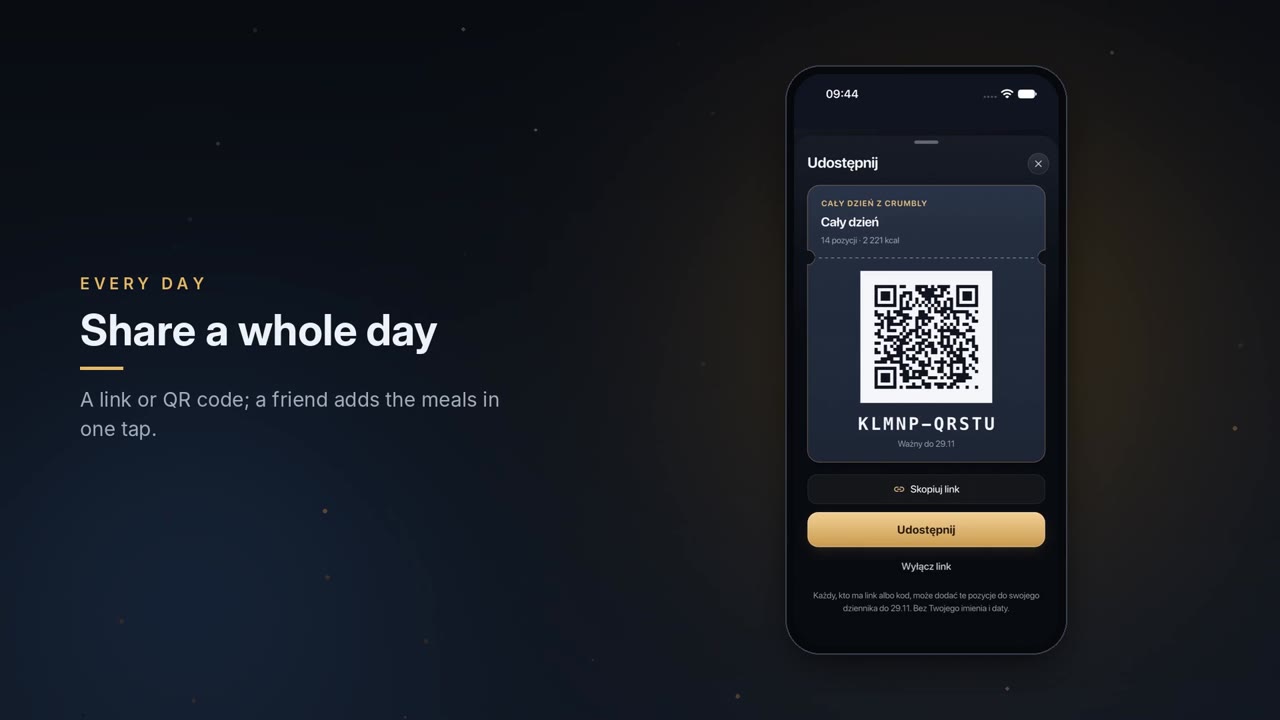 EVERY DAY
Share a whole day
A link or QR code; a friend adds the meals in
one tap.
09:44
Udostępnij
CAŁY DZIEŃ Z CRUMBLY
Cały dzień
14 pozycji · 2 221 kcal
KLMNP–QRSTU
Ważny do 29.11
Skopiuj link
Udostępnij
Wyłącz link
Każdy, kto ma link albo kod, może dodać te pozycje do swojego
dziennika do 29.11. Bez Twojego imienia i daty.